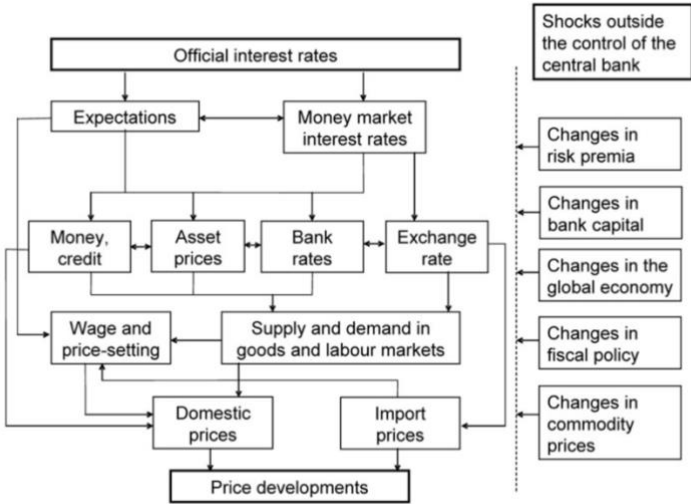 Official interest rates
Shocks outside
the control of the
central bank
Expectations
Money market
interest rates
Changes in
risk premia
Changes in
bank capital
Money,
credit
Asset
prices
Bank
rates
Exchange
rate
Changes in the
global economy
Wage and
price-setting
Supply and demand in
goods and labour markets
Changes in
fiscal policy
Domestic
prices
Import
prices
Changes in
commodity
prices
Price developments